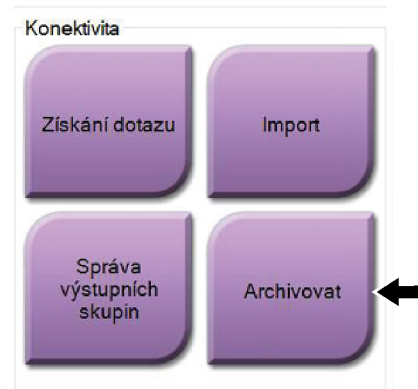 Konektivita
Získání dotazu
Import
Správa
výstupních
skupin
Archivovat